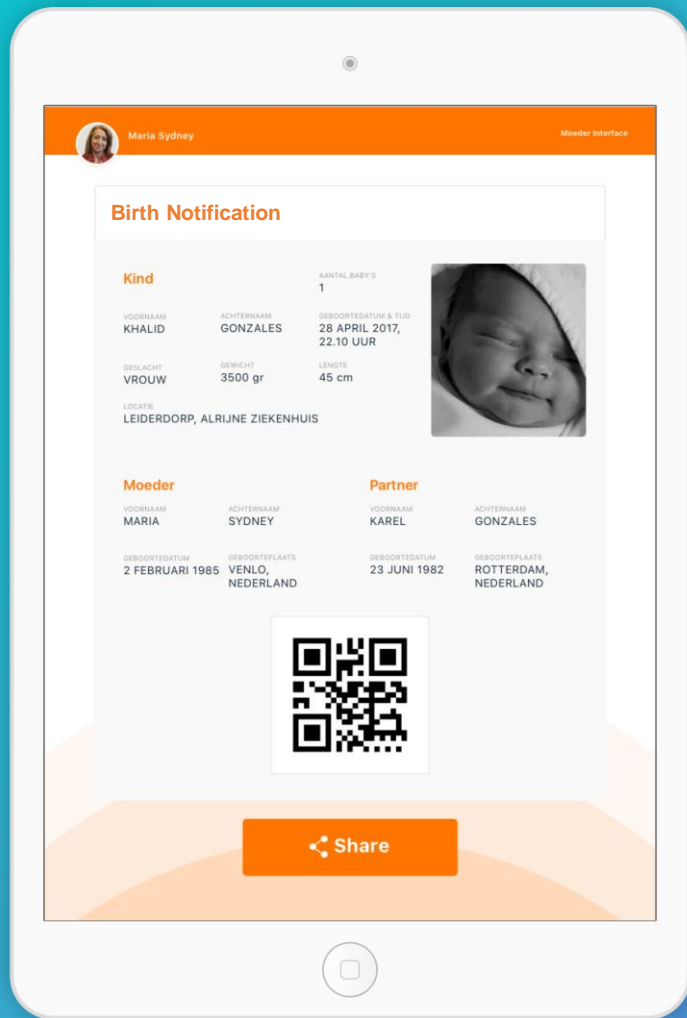 Maria Sydney
Moeder Interface
Birth Notification
Kind
AANTAL BABY'S
1
VOORNAAM
KHALID
ACHTERNAAM
GONZALES
GEBOORTEDATUM & TIJD
28 APRIL 2017,
22.10 UUR
GESLACHT
VROUW
GEWICHT
3500 gr
LENGTE
45 cm
LOCATIE
LEIDERDORP, ALRIJNE ZIEKENHUIS
Moeder
VOORNAAM
MARIA
ACHTERNAAM
SYDNEY
GEBOORTEDATUM
2 FEBRUARI 1985
GEBOORTEPLAATS
VENLO,
NEDERLAND
Partner
VOORNAAM
KAREL
ACHTERNAAM
GONZALES
GEBOORTEDATUM
23 JUNI 1982
GEBOORTEPLAATS
ROTTERDAM,
NEDERLAND
Share